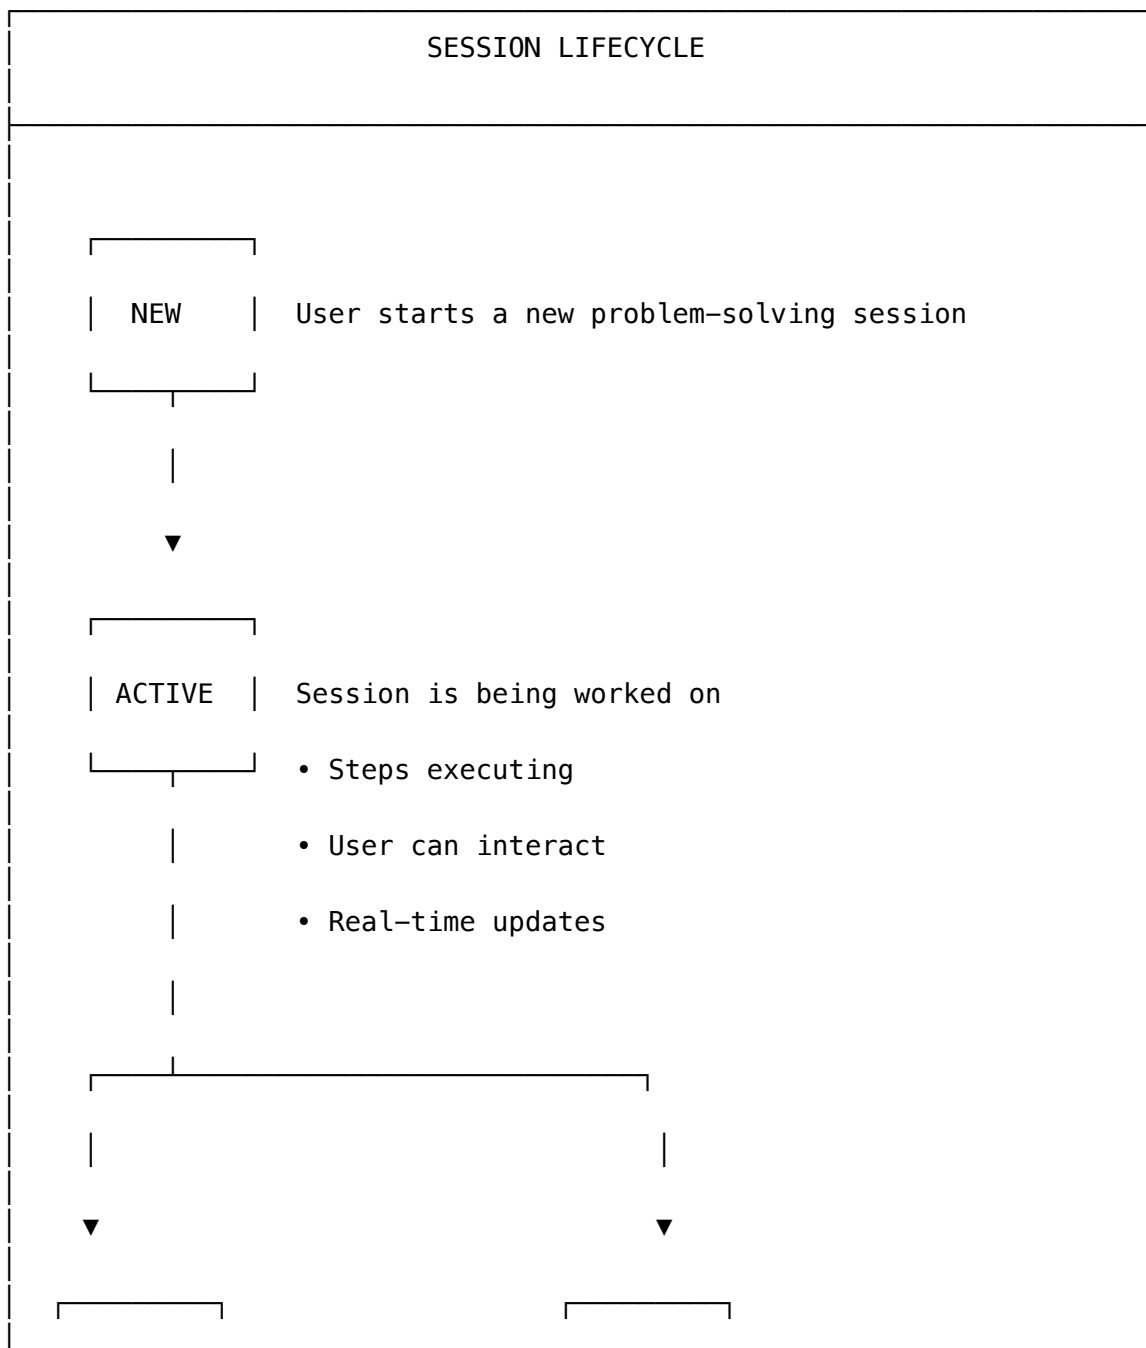 SESSION LIFECYCLE
NEW User starts a new problem-solving session
ACTIVE Session is being worked on
• Steps executing
• User can interact
• Real-time updates